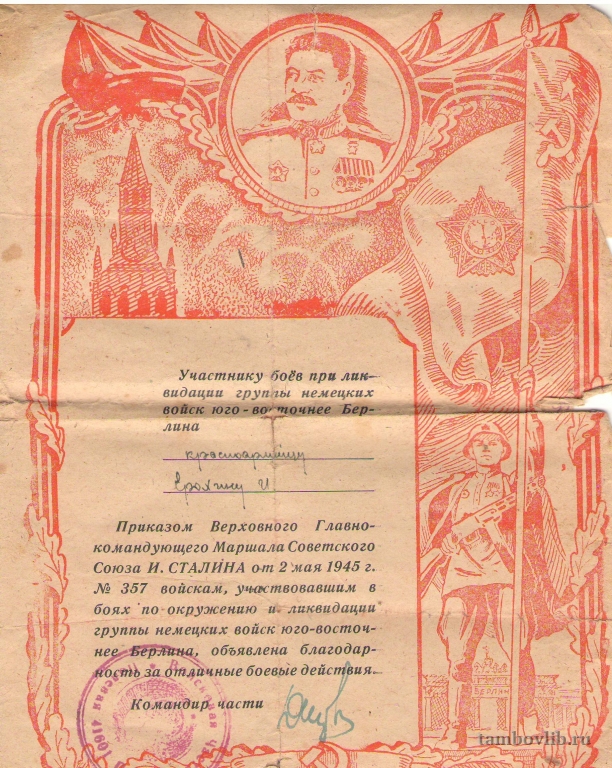 Участнику боёв при лик-
видации группы немецких
войск юго-восточнее Бер-
лина
красноармейцу
Ерохину И
Приказом Верховного Главно-
командующего Маршала Советского
Союза И. СТАЛИНА от 2 мая 1945 г.
№ 357 войскам, участвовавшим в
боях по окружению и ликвидации
группы немецких войск юго-восточ-
нее Берлина, объявлена благодар-
ность за отличные боевые действия.
Командир части
БЕРЛИН
tambovlib.ru